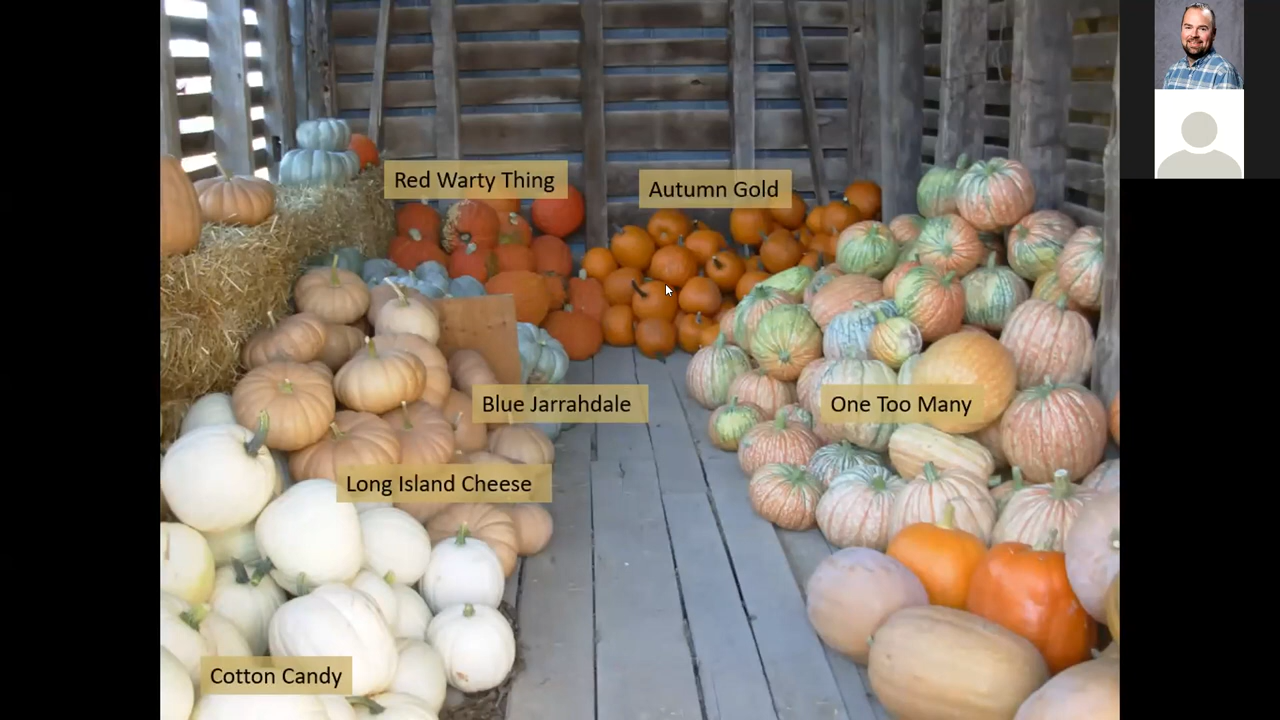 Red Warty Thing
Autumn Gold
Blue Jarrahdale
One Too Many
Long Island Cheese
Cotton Candy